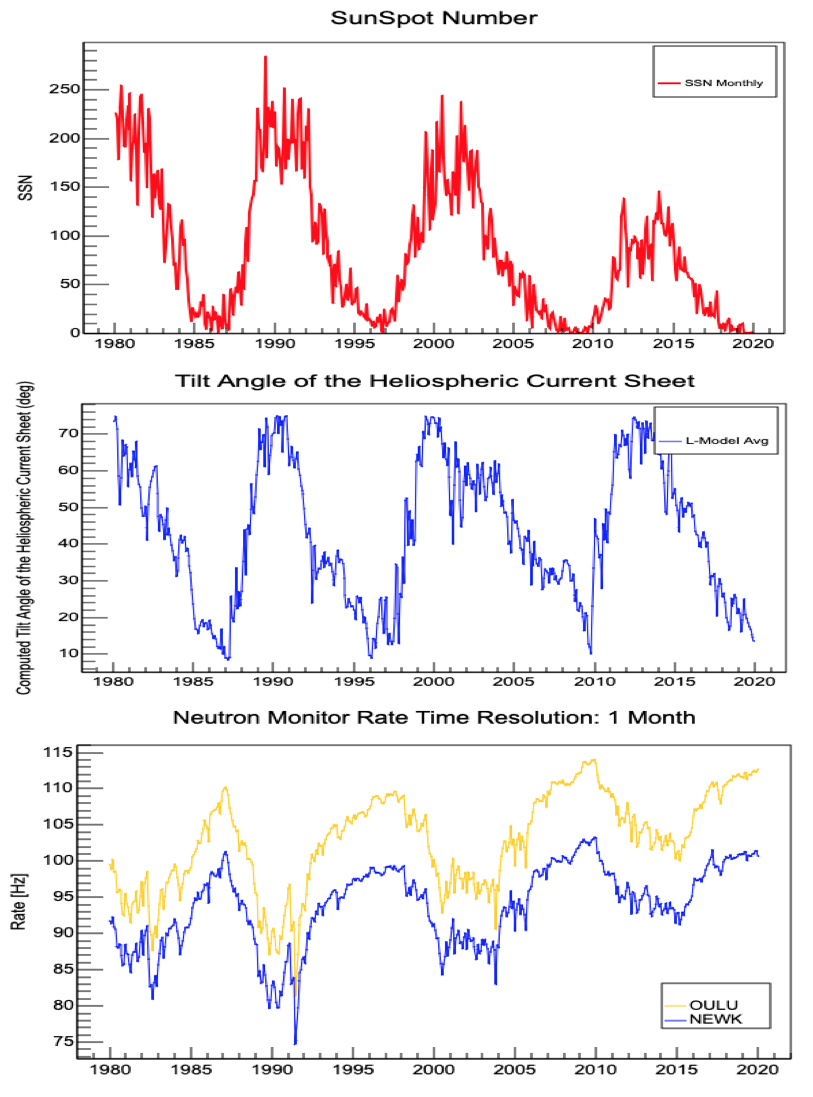 SunSpot Number
SSN Monthly
SSN
250
200
150
100
50
0
1980 1985 1990 1995 2000 2005 2010 2015 2020
Tilt Angle of the Heliospheric Current Sheet
L-Model Avg
Computed Tilt Angle of the Heliospheric Current Sheet (deg)
70
60
50
40
30
20
10
1980 1985 1990 1995 2000 2005 2010 2015 2020
Neutron Monitor Rate Time Resolution: 1 Month
Rate [Hz]
115
110
105
100
95
90
85
80
75
OULU
NEWK
1980 1985 1990 1995 2000 2005 2010 2015 2020